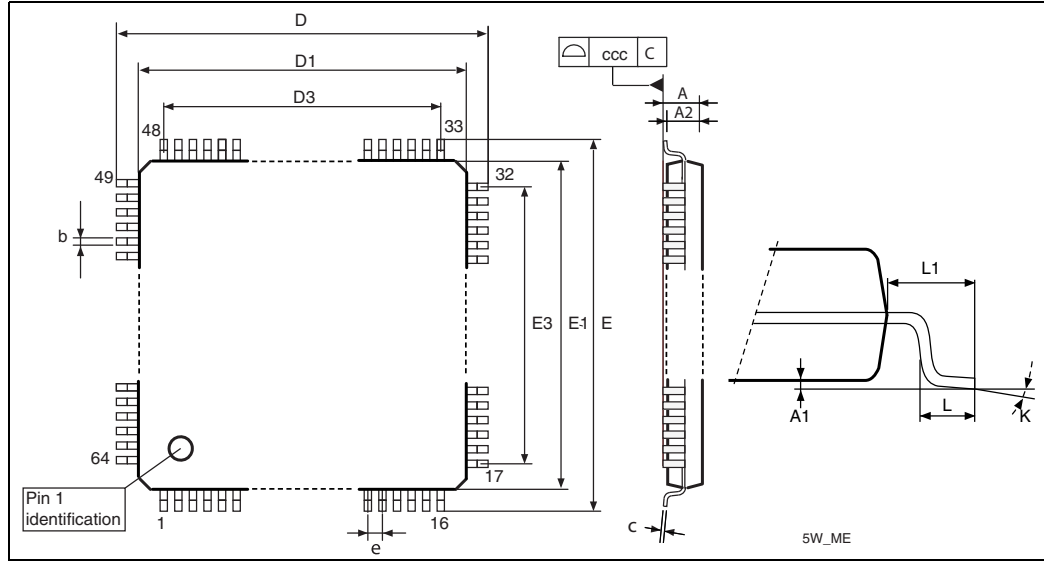 D
D1
D3
ccc C
A
A2
48
33
49
32
b
E3
E1
E
L1
A1
L
K
64
17
Pin 1
identification
1
16
e
c
5W_ME